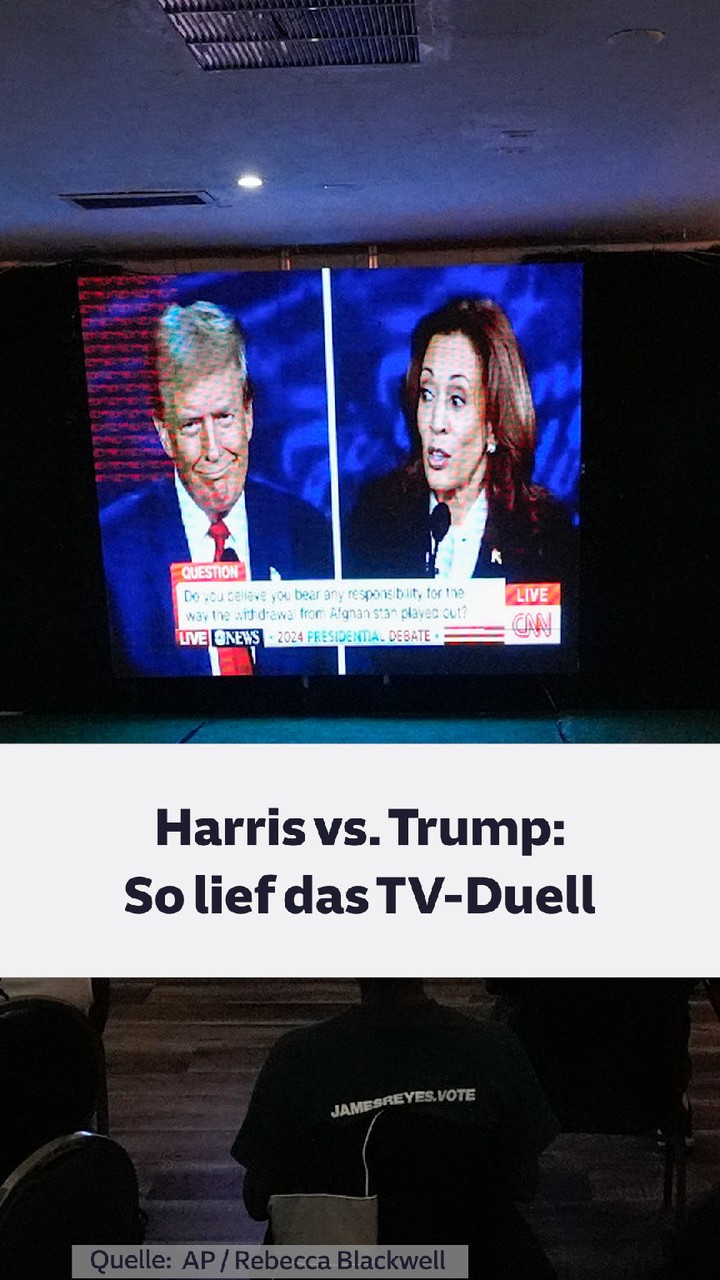 QUESTION
Do you believe you bear any responsibility for the
way the withdrawal from Afghanistan played out?
LIVE
CNN
LIVE abc NEWS • 2024 PRESIDENTIAL DEBATE •
Harris vs. Trump:
So lief das TV-Duell
JAMESREYES.VOTE
Quelle: AP / Rebecca Blackwell